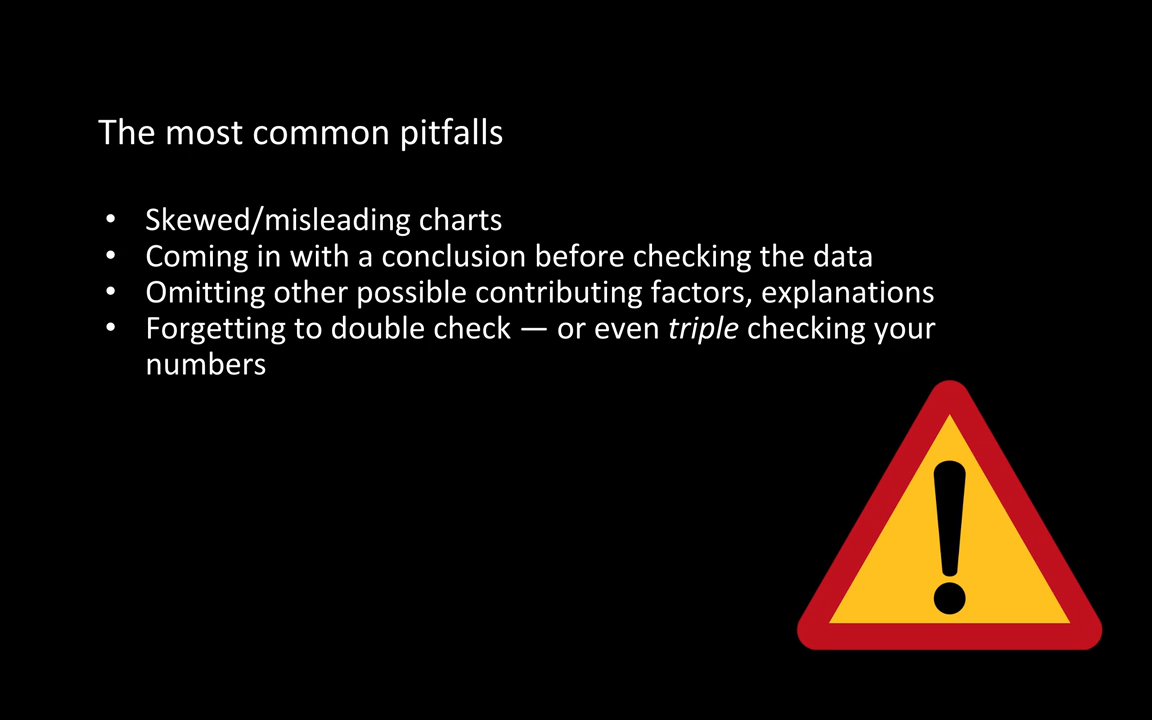 The most common pitfalls
• Skewed/misleading charts
• Coming in with a conclusion before checking the data
• Omitting other possible contributing factors, explanations
• Forgetting to double check — or even triple checking your
numbers